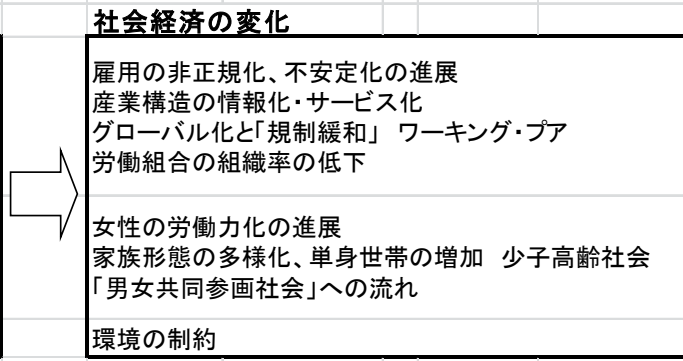 社会経済の変化
雇用の非正規化、不安定化の進展
産業構造の情報化・サービス化
グローバル化と「規制緩和」　ワーキング・プア
労働組合の組織率の低下
女性の労働力化の進展
家族形態の多様化、単身世帯の増加　少子高齢社会
「男女共同参画社会」への流れ
環境の制約